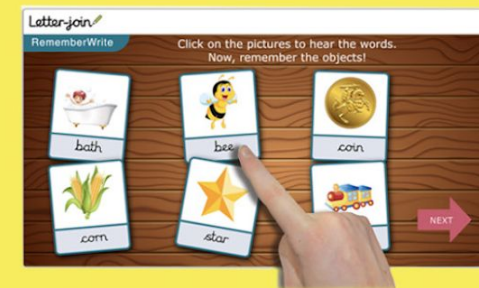 Letter-join
RememberWrite
Click on the pictures to hear the words.
Now, remember the objects!
bath
bee
coin
corn
star
NEXT